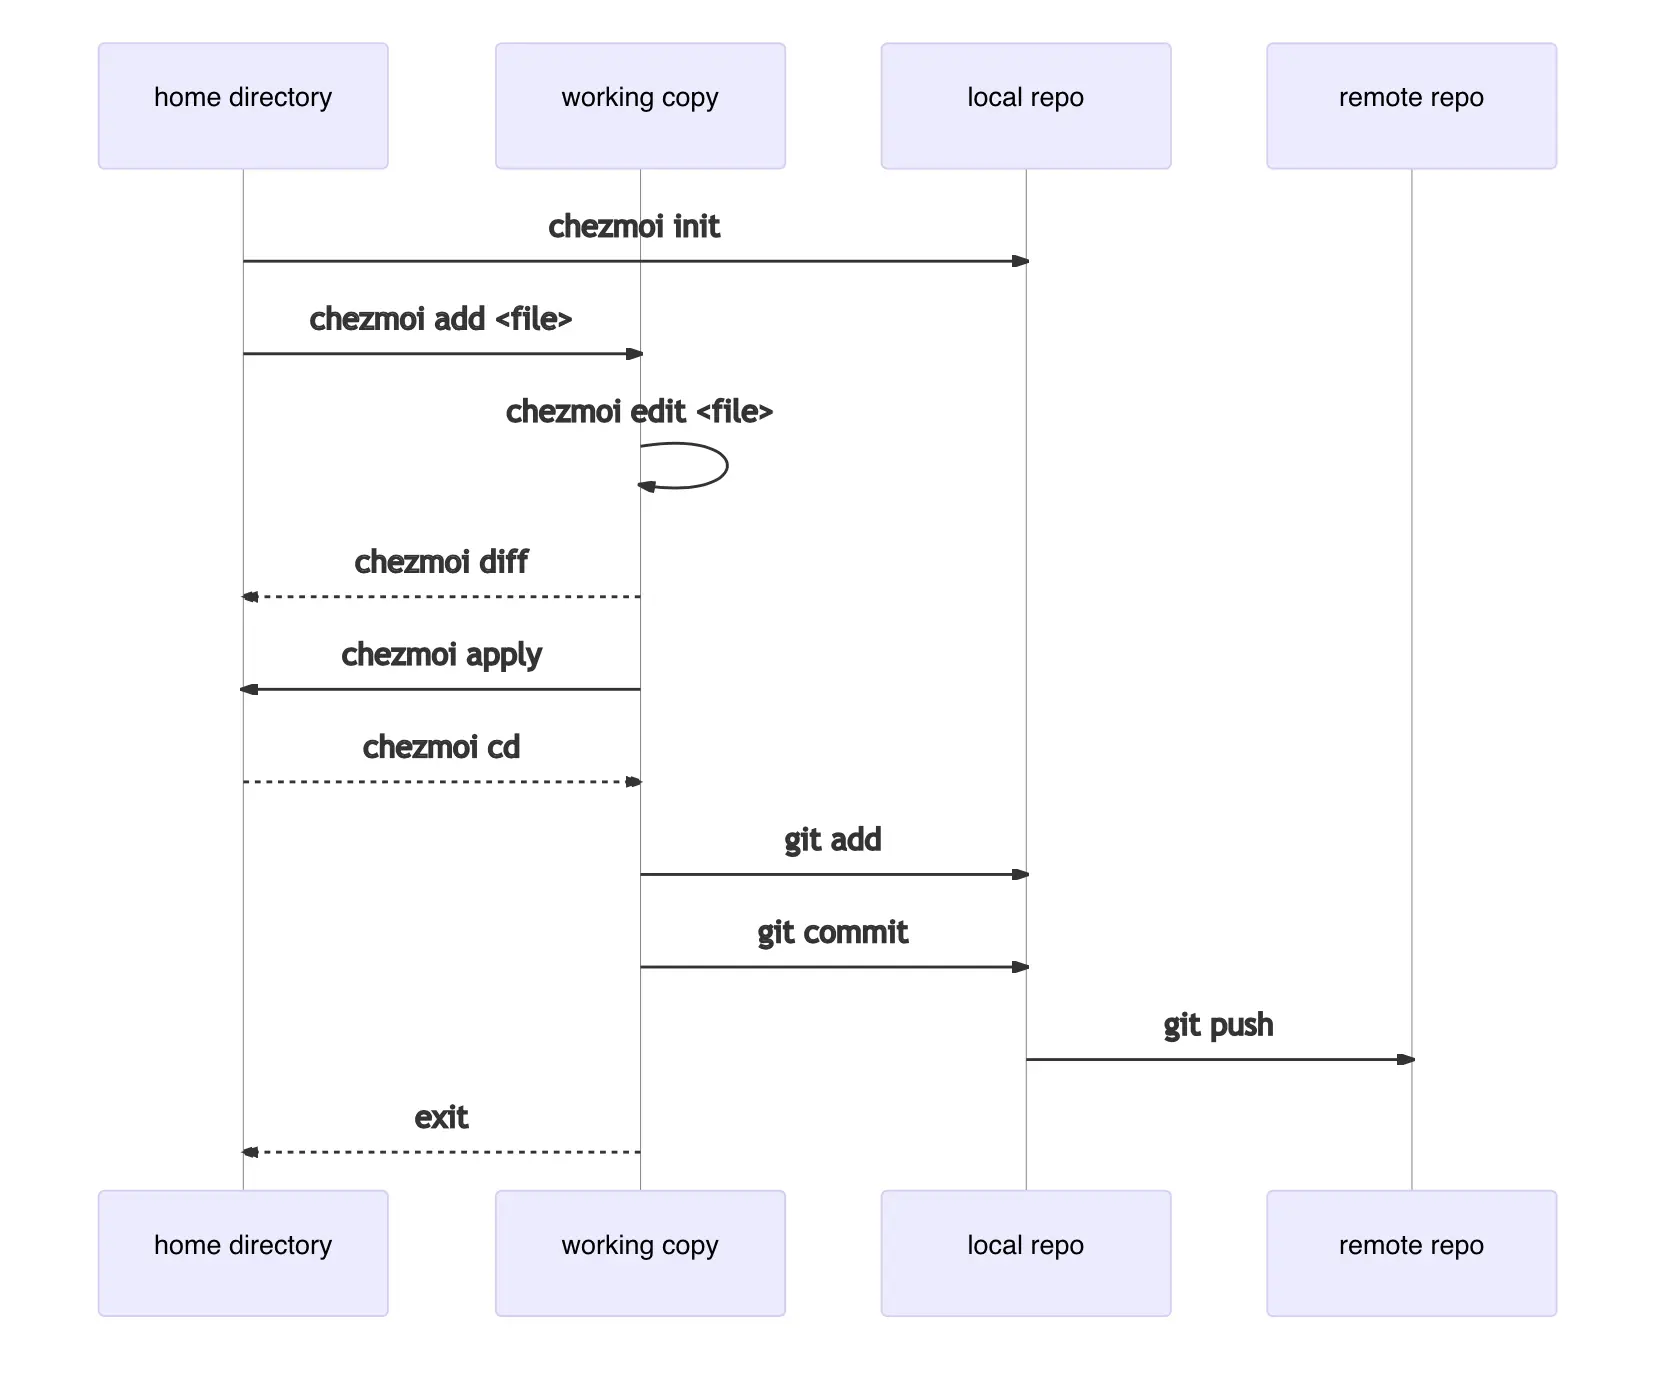 home directory
working copy
local repo
remote repo
chezmoi init
chezmoi add <file>
chezmoi edit <file>
chezmoi diff
chezmoi apply
chezmoi cd
git add
git commit
git push
exit
home directory
working copy
local repo
remote repo